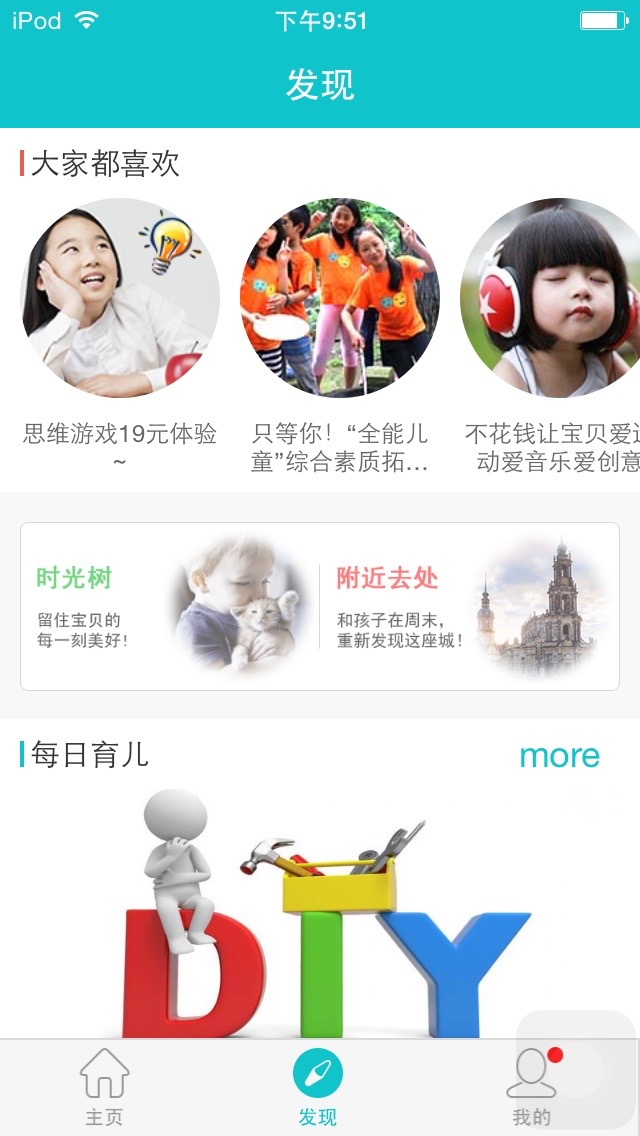 iPod 下午9:51
发现
大家都喜欢
思维游戏19元体验
~
只等你！“全能儿
童”综合素质拓...
不花钱让宝贝爱
动爱音乐爱创意
时光树
留住宝贝的
每一刻美好！
附近去处
和孩子在周末，
重新发现这座城！
每日育儿 more
DIY
主页 发现 我的